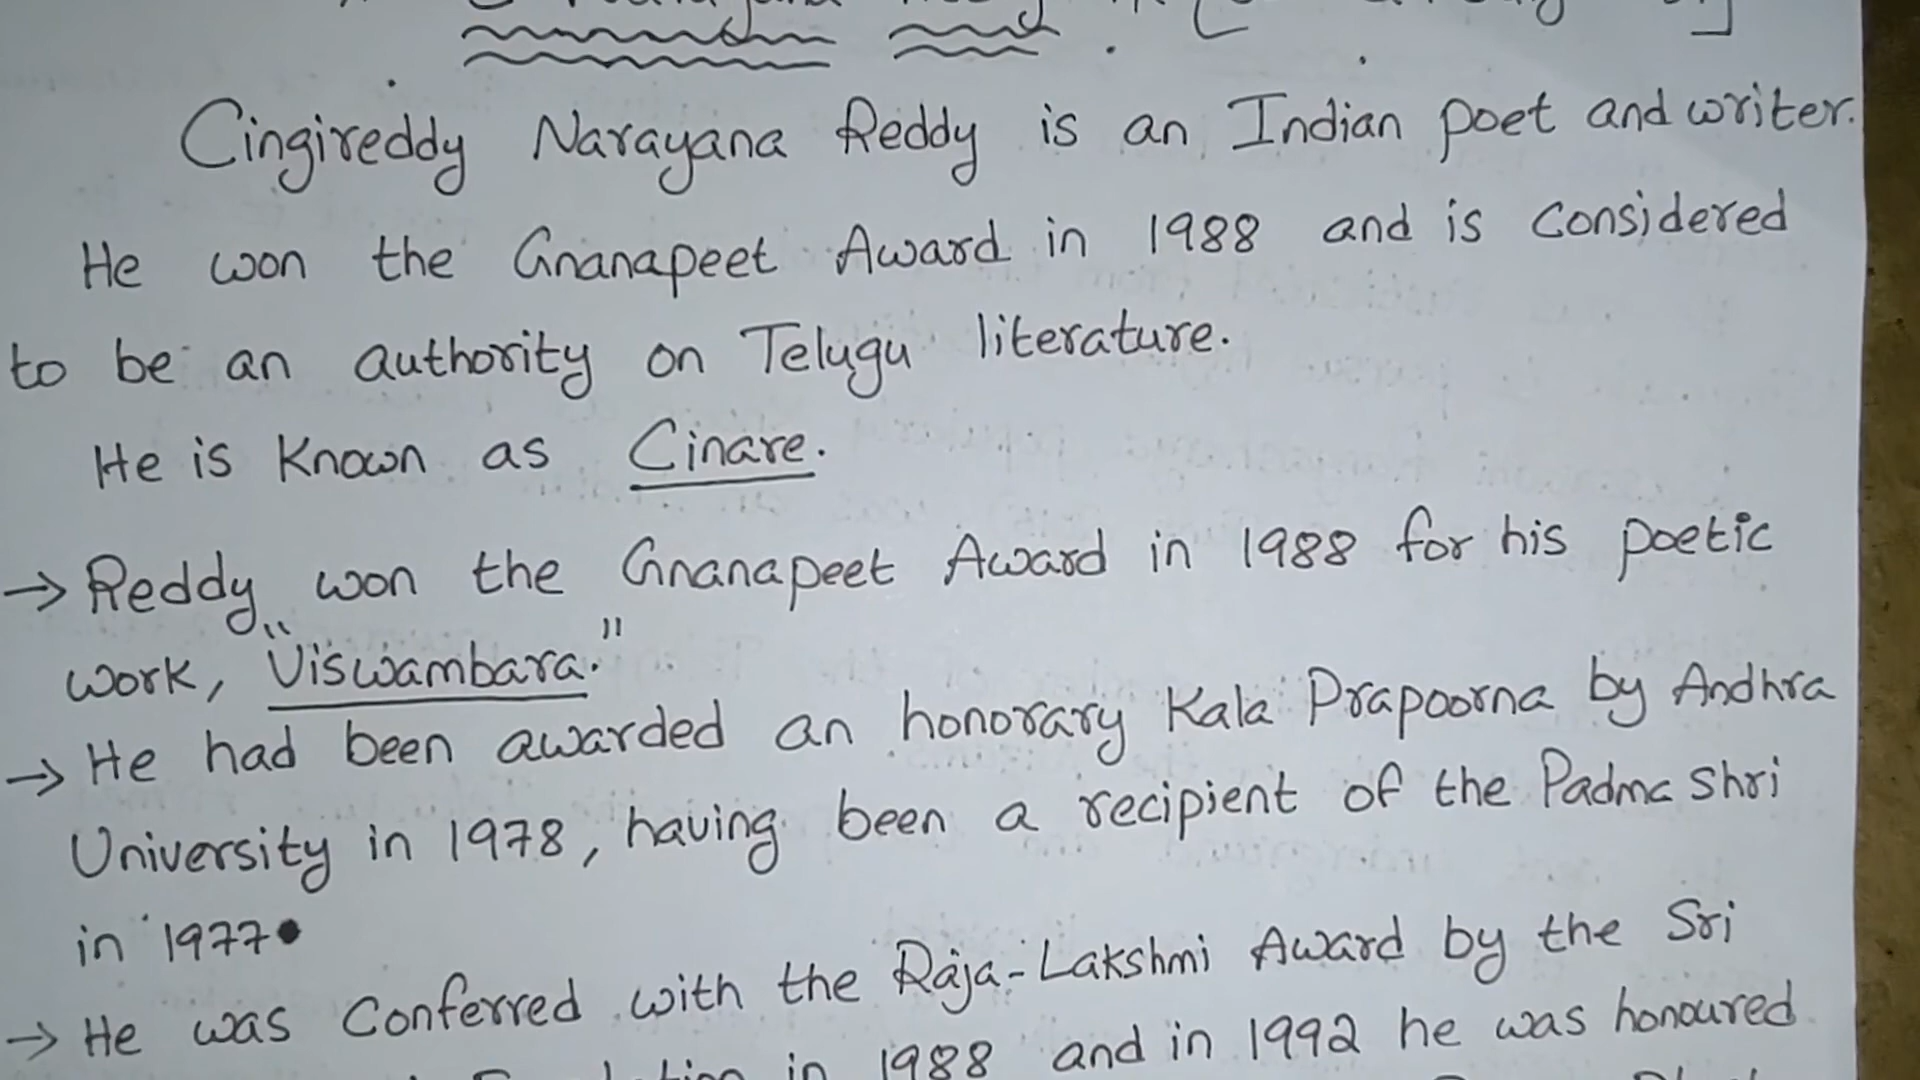 Cingireddy Narayana Reddy is an Indian poet and writer.
He won the Gnanapeet Award in 1988 and is considered
to be an authority on Telugu literature.
He is known as Cinare.
→ Reddy won the Gnanapeet Award in 1988 for his poetic
work, "Viswambara."
→ He had been awarded an honorary Kala Prapoorna by Andhra
University in 1978, having been a recipient of the Padma Shri
in 1977.
→ He was conferred with the Raja-Lakshmi Award by the Sri
in 1988 and in 1992 he was honoured